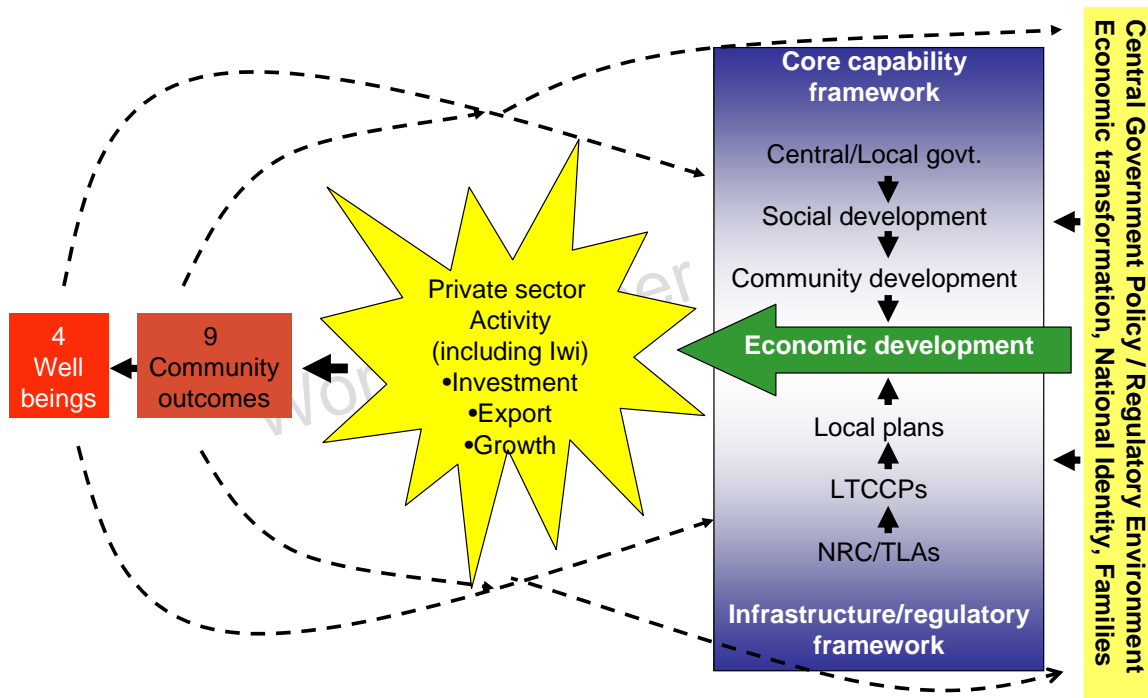 Core capability
framework
Central/Local govt.
Social development
Community development
Economic development
Local plans
LTCCPs
NRC/TLAs
Infrastructure/regulatory
framework
Private sector
Activity
(including Iwi)
•Investment
•Export
•Growth
9
Community
outcomes
4
Well
beings
Central Government Policy / Regulatory Environment
Economic transformation, National Identity, Families